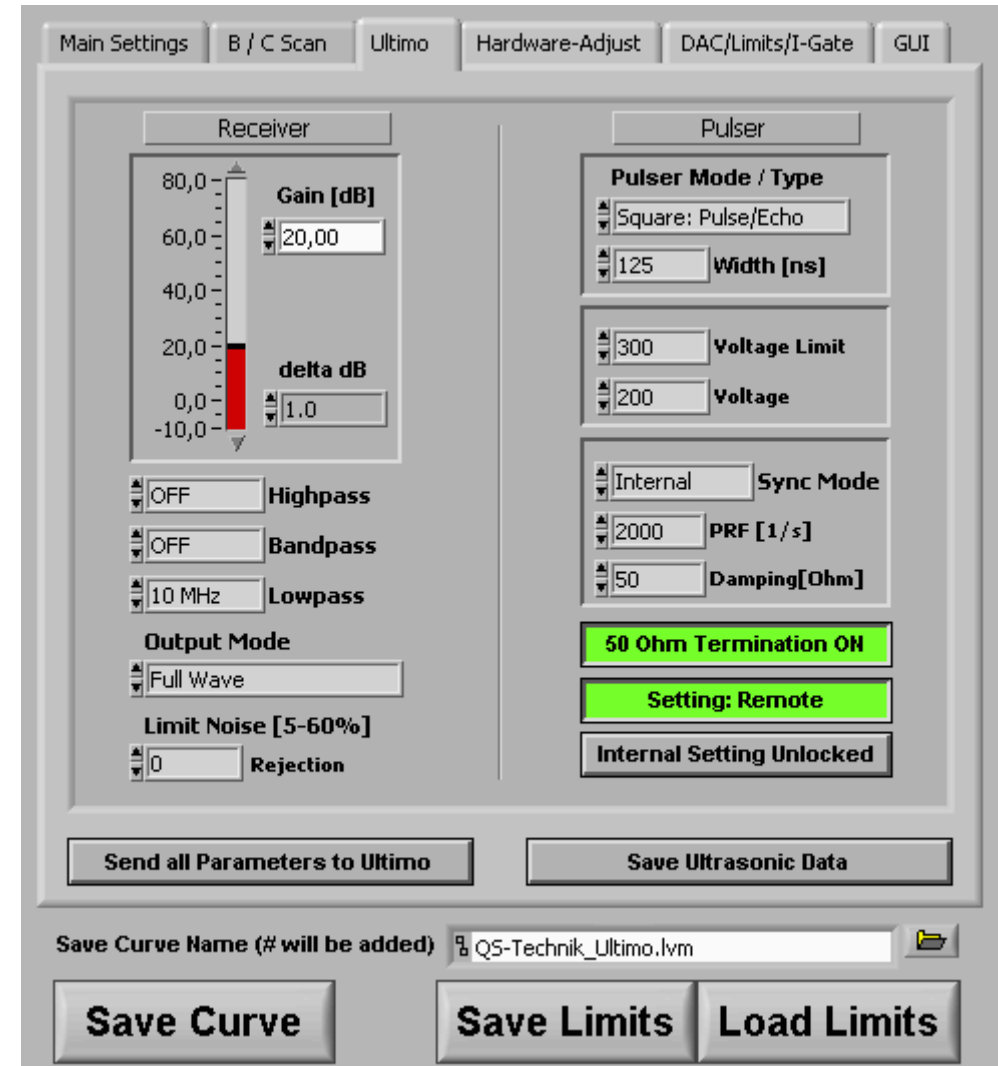 Main Settings B / C Scan Ultimo Hardware-Adjust DAC/Limits/I-Gate GUI
Receiver
80,0
60,0
40,0
20,0
0,0
-10,0
Gain [dB]
20,00
delta dB
1.0
OFF Highpass
OFF Bandpass
10 MHz Lowpass
Output Mode
Full Wave
Limit Noise [5-60%]
0 Rejection
Pulser
Pulser Mode / Type
Square: Pulse/Echo
125 Width [ns]
300 Voltage Limit
200 Voltage
Internal Sync Mode
2000 PRF [1/s]
50 Damping[Ohm]
50 Ohm Termination ON
Setting: Remote
Internal Setting Unlocked
Send all Parameters to Ultimo Save Ultrasonic Data
Save Curve Name (# will be added) QS-Technik_Ultimo.lvm
Save Curve Save Limits Load Limits